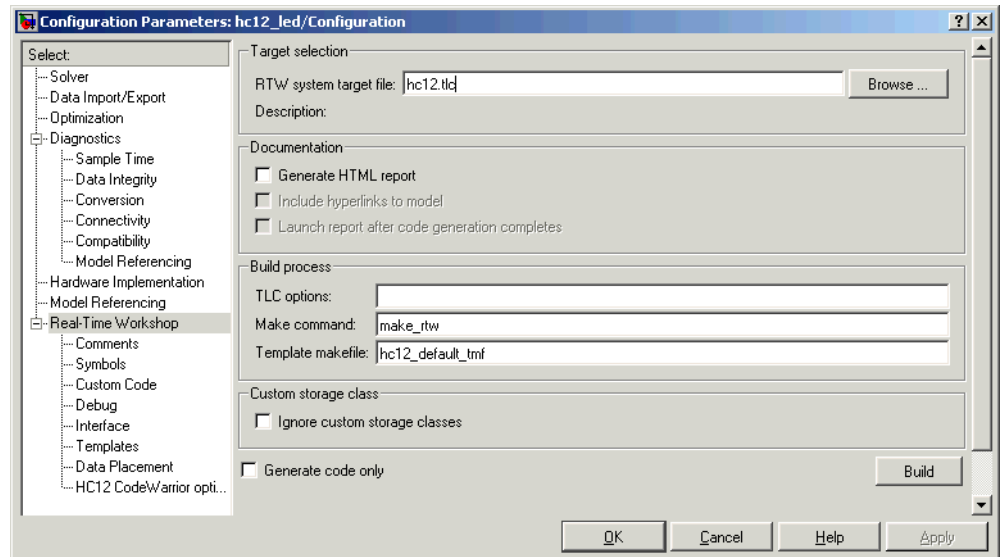 Configuration Parameters: hc12_led/Configuration
Select:
Solver
Data Import/Export
Optimization
Diagnostics
Sample Time
Data Integrity
Conversion
Connectivity
Compatibility
Model Referencing
Hardware Implementation
Model Referencing
Real-Time Workshop
Comments
Symbols
Custom Code
Debug
Interface
Templates
Data Placement
HC12 CodeWarrior opti...
Target selection
RTW system target file: hc12.tlc Browse ...
Description:
Documentation
Generate HTML report
Include hyperlinks to model
Launch report after code generation completes
Build process
TLC options:
Make command: make_rtw
Template makefile: hc12_default_tmf
Custom storage class
Ignore custom storage classes
Generate code only Build
OK Cancel Help Apply